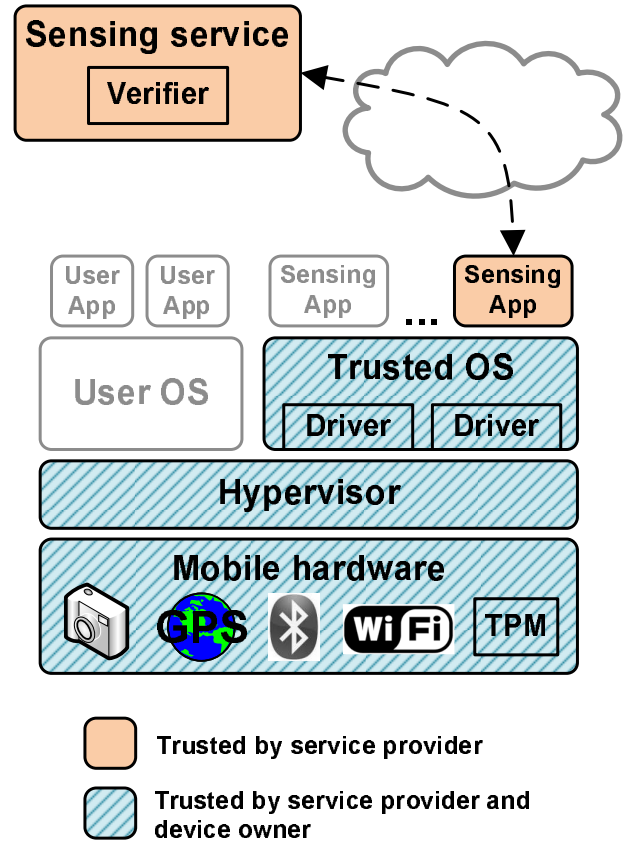 Sensing service
Verifier
User
App
User
App
Sensing
App
...
Sensing
App
User OS
Trusted OS
Driver
Driver
Hypervisor
Mobile hardware
GPS
WiFi
TPM
Trusted by service provider
Trusted by service provider and
device owner